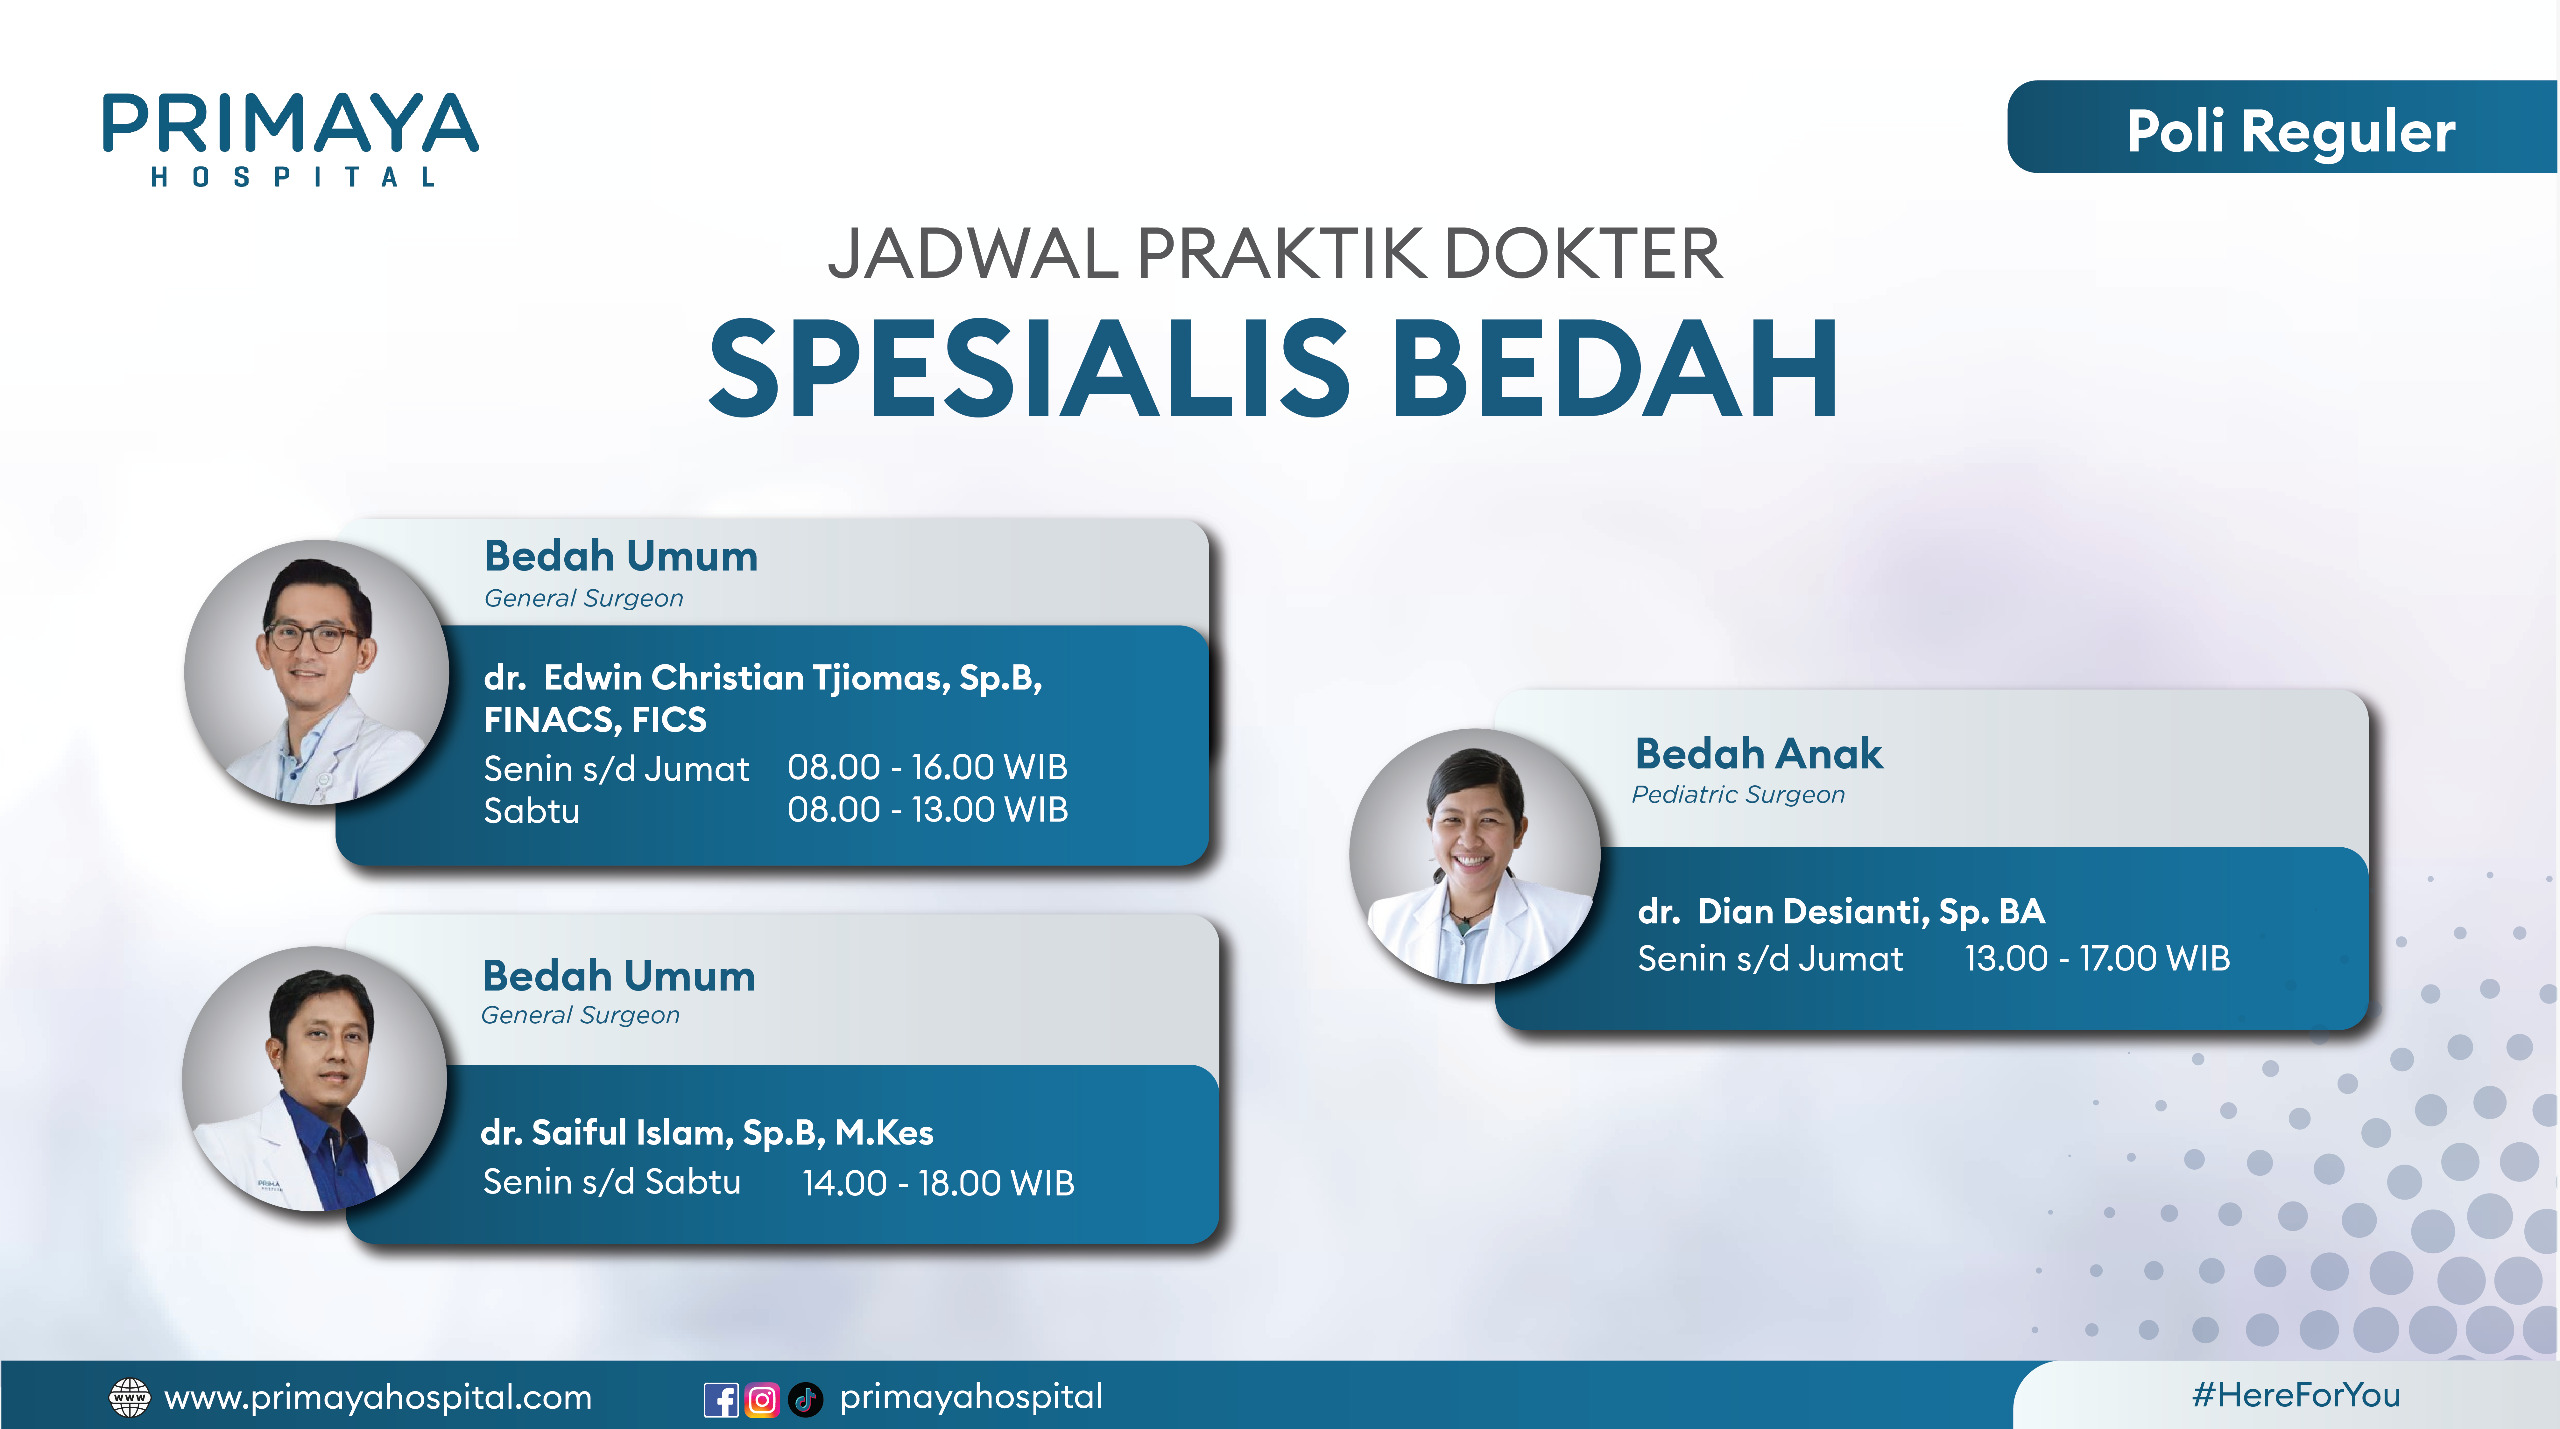 PRIMAYA
HOSPITAL
Poli Reguler
JADWAL PRAKTIK DOKTER
SPESIALIS BEDAH
Bedah Umum
General Surgeon
dr. Edwin Christian Tjiomas, Sp.B,
FINACS, FICS
Senin s/d Jumat 08.00 - 16.00 WIB
Sabtu 08.00 - 13.00 WIB
Bedah Umum
General Surgeon
dr. Saiful Islam, Sp.B, M.Kes
Senin s/d Sabtu 14.00 - 18.00 WIB
Bedah Anak
Pediatric Surgeon
dr. Dian Desianti, Sp. BA
Senin s/d Jumat 13.00 - 17.00 WIB
www.primayahospital.com
primayahospital
#HereForYou